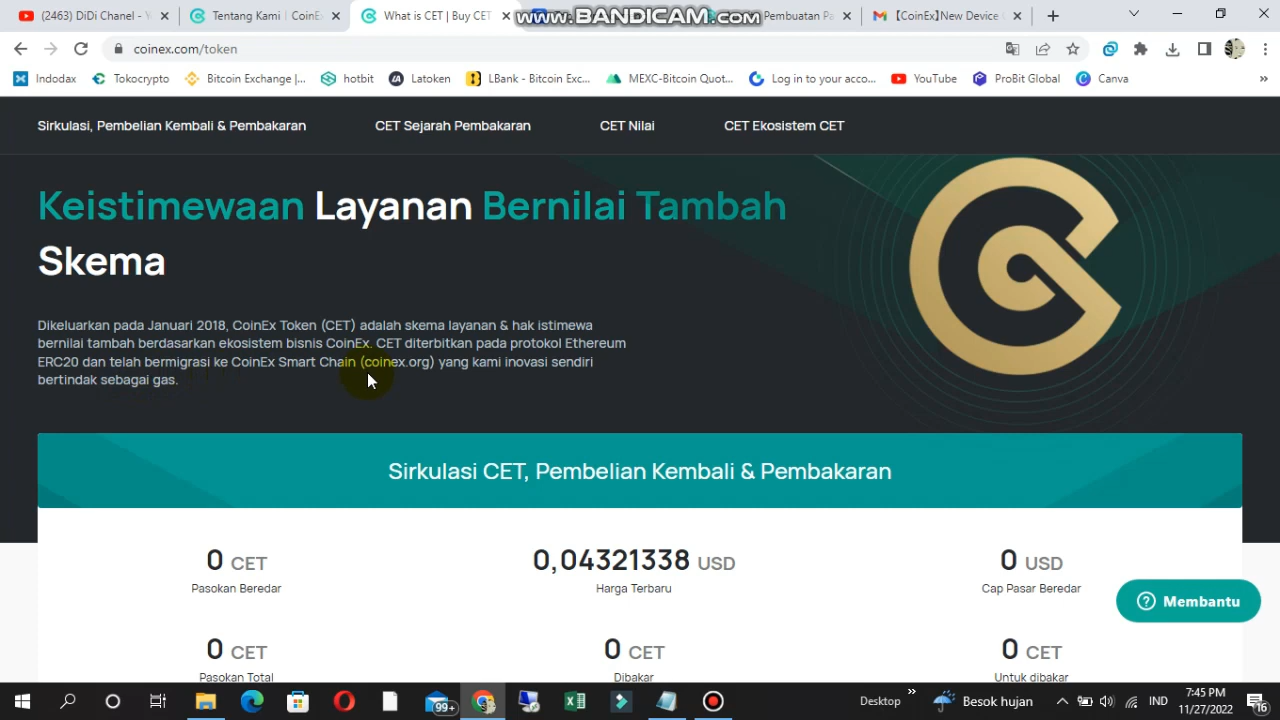 (2463) DiDi Chanel - Y
Tentang Kami | CoinEx
What is CET | Buy CET
www.BANDICAM.com
Pembuatan Pa
【CoinEx】New Device
coinex.com/token
Indodax
Tokocrypto
Bitcoin Exchange |...
hotbit
Latoken
LBank - Bitcoin Exc...
MEXC-Bitcoin Quot...
Log in to your acco...
YouTube
ProBit Global
Canva
»
Sirkulasi, Pembelian Kembali & Pembakaran
CET Sejarah Pembakaran
CET Nilai
CET Ekosistem CET
Keistimewaan Layanan Bernilai Tambah
Skema
Dikeluarkan pada Januari 2018, CoinEx Token (CET) adalah skema layanan & hak istimewa
bernilai tambah berdasarkan ekosistem bisnis CoinEx. CET diterbitkan pada protokol Ethereum
ERC20 dan telah bermigrasi ke CoinEx Smart Chain (coinex.org) yang kami inovasi sendiri
bertindak sebagai gas.
Sirkulasi CET, Pembelian Kembali & Pembakaran
0 CET
Pasokan Beredar
0,04321338 USD
Harga Terbaru
0 USD
Cap Pasar Beredar
Membantu
0 CET
Pasokan Total
0 CET
Dibakar
0 CET
Untuk dibakar
99+
Desktop
»
Besok hujan
IND
7:45 PM
11/27/2022
16